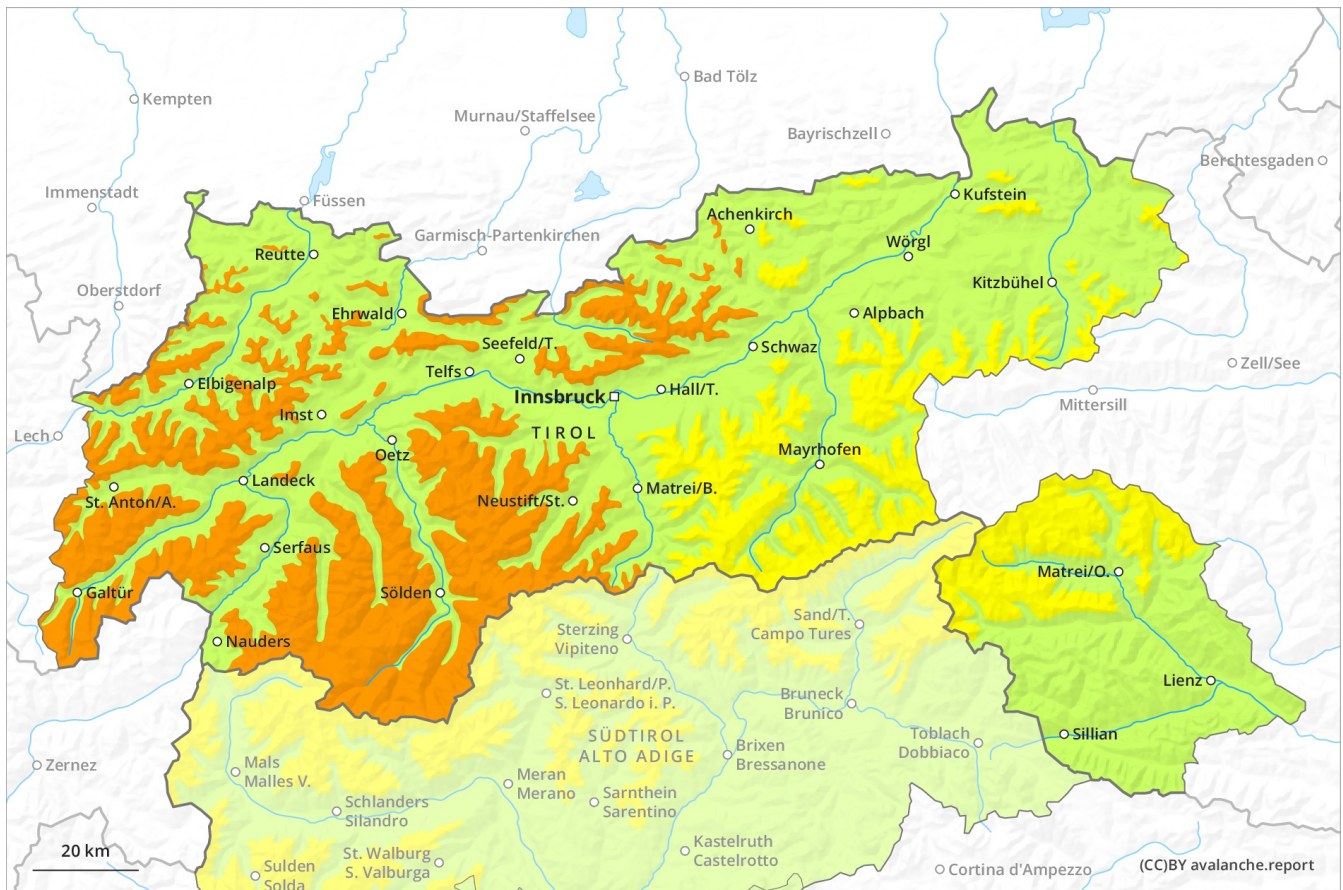 Bad Tölz
Kempten
Murnau/Staffelsee
Bayrischzell
Berchtesgaden
Immenstadt
Füssen
Kufstein
Achenkirch
Garmisch-Partenkirchen
Wörgl
Reutte
Kitzbühel
Oberstdorf
Ehrwald
Alpbach
Seefeld/T.
Schwaz
Zell/See
Telfs
Elbigenalp
Hall/T.
Innsbruck
Mittersill
Imst
TIROL
Lech
Oetz
Mayrhofen
Landeck
Matrei/B.
St. Anton/A.
Neustift/St.
Serfaus
Matrei/O.
Galtür
Sölden
Sand/T.
Campo Tures
Sterzing
Vipiteno
Nauders
Lienz
St. Leonhard/P.
S. Leonardo i. P.
Bruneck
Brunico
SÜDTIROL
ALTO ADIGE
Sillian
Toblach
Dobbiaco
Brixen
Bressanone
Zernez
Mals
Malles V.
Meran
Merano
Sarnthein
Sarentino
Schlanders
Silandro
Kastelruth
Castelrotto
20 km
St. Walburg
S. Valburga
Sulden
Solda
Cortina d'Ampezzo
(CC)BY avalanche.report